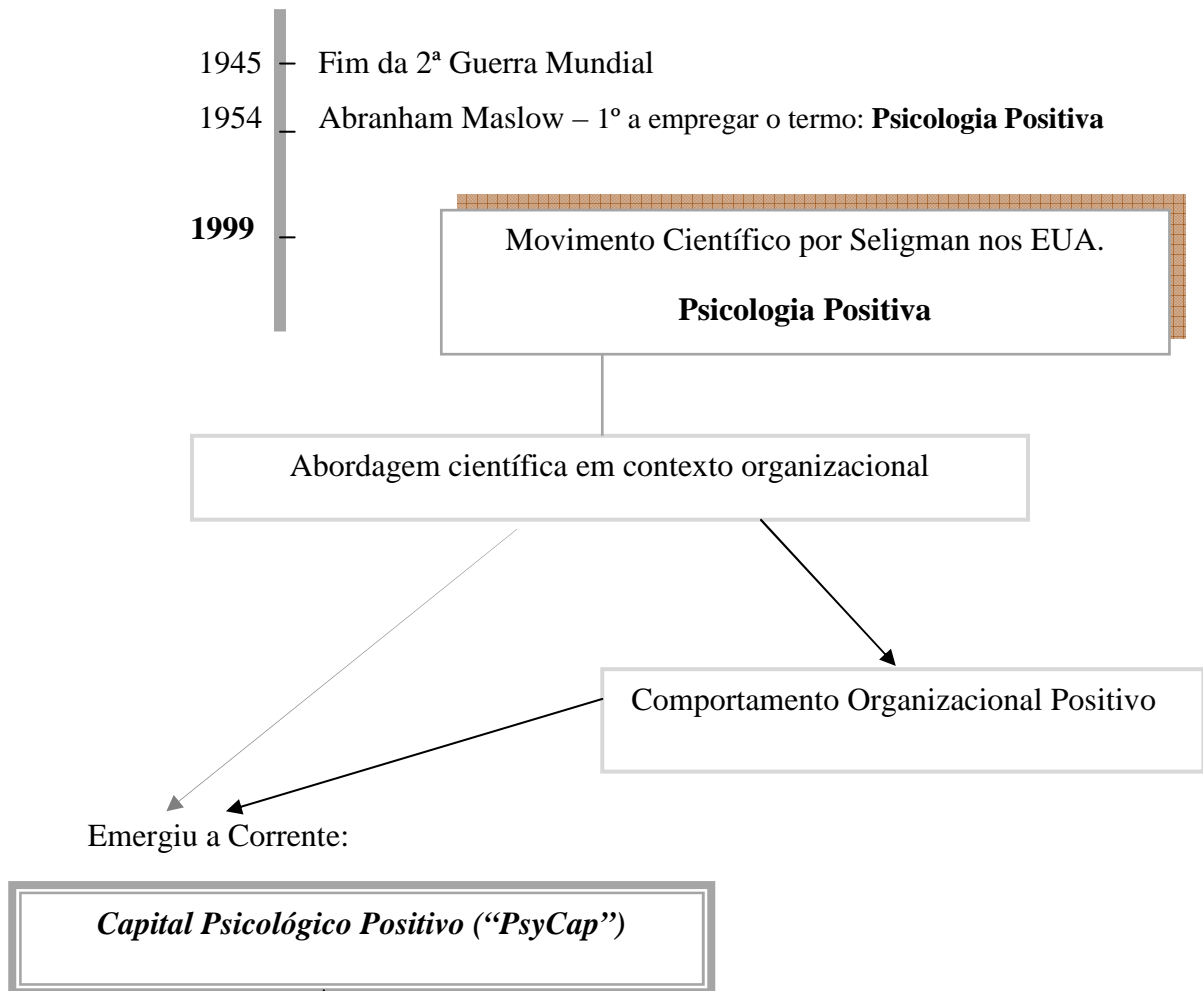 1945 Fim da 2ª Guerra Mundial
1954 Abranham Maslow – 1º a empregar o termo: Psicologia Positiva
1999
Movimento Científico por Seligman nos EUA.
Psicologia Positiva
Abordagem científica em contexto organizacional
Comportamento Organizacional Positivo
Emergiu a Corrente:
Capital Psicológico Positivo (“PsyCap”)